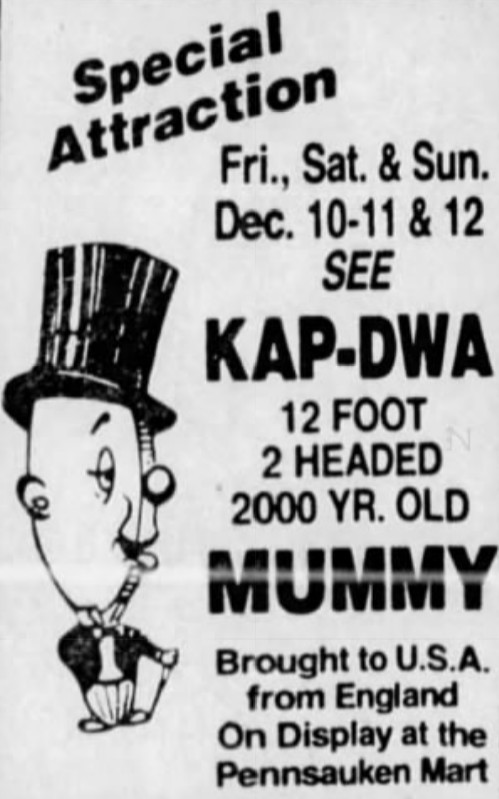 Special
Attraction
Fri., Sat. & Sun.
Dec. 10-11 & 12
SEE
KAP-DWA
12 FOOT
2 HEADED
2000 YR. OLD
MUMMY
Brought to U.S.A.
from England
On Display at the
Pennsauken Mart